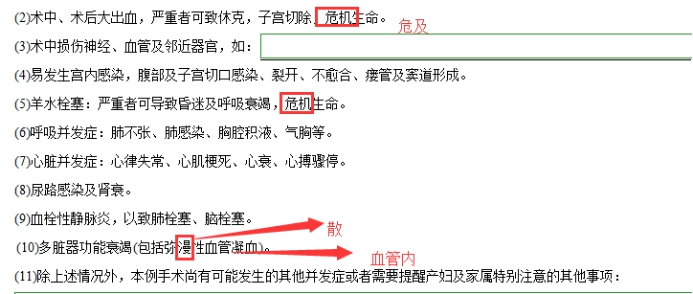 (2)术中、术后大出血，严重者可致休克，子宫切除，危机生命。
危及
(3)术中损伤神经、血管及邻近器官，如：
(4)易发生宫内感染，腹部及子宫切口感染、裂开、不愈合、瘘管及窦道形成。
(5)羊水栓塞：严重者可导致昏迷及呼吸衰竭，危机生命。
(6)呼吸并发症：肺不张、肺感染、胸腔积液、气胸等。
(7)心脏并发症：心律失常、心肌梗死、心衰、心搏骤停。
(8)尿路感染及肾衰。
(9)血栓性静脉炎，以致肺栓塞、脑栓塞。
散
(10)多脏器功能衰竭(包括弥漫性血管凝血)。
血管内
(11)除上述情况外，本例手术尚有可能发生的其他并发症或者需要提醒产妇及家属特别注意的其他事项：